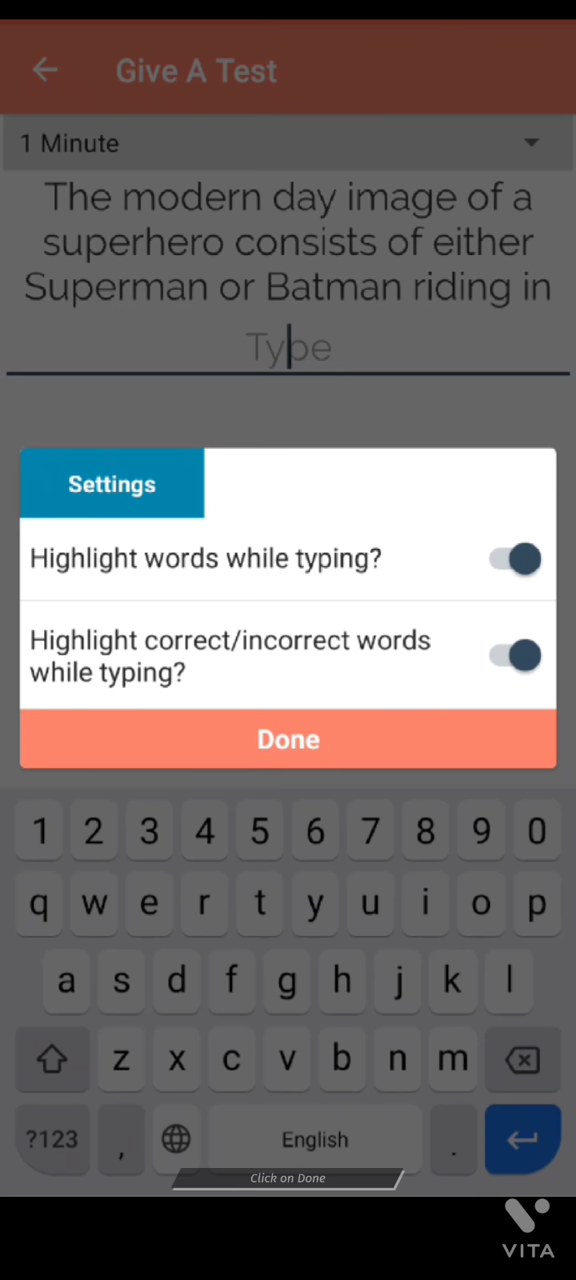 Give A Test
1 Minute
The modern day image of a
superhero consists of either
Superman or Batman riding in
Type
Settings
Highlight words while typing?
Highlight correct/incorrect words
while typing?
Done
1 2 3 4 5 6 7 8 9 0
q w e r t y u i o p
a s d f g h j k l
z x c v b n m
?123 , English .
Click on Done
VITA